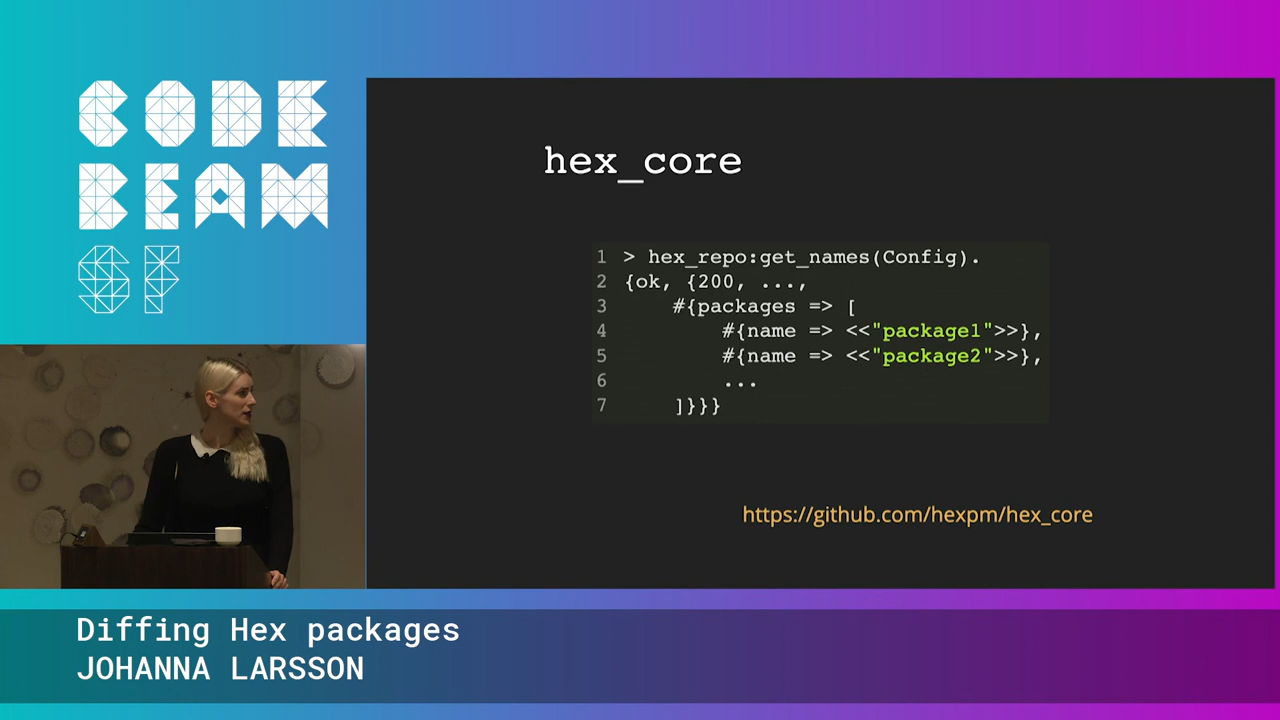 CODE
BEAM
SF
hex_core
1 > hex_repo:get_names(Config).
2 {ok, {200, ...,
3     #{packages => [
4         #{name => <<"package1">>},
5         #{name => <<"package2">>},
6         ...
7     ]}}}
https://github.com/hexpm/hex_core
Diffing Hex packages
JOHANNA LARSSON